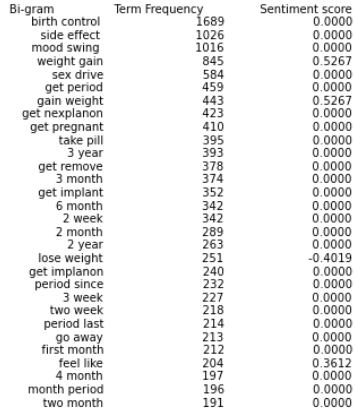 Bi-gram Term Frequency Sentiment score
birth control 1689 0.0000
side effect 1026 0.0000
mood swing 1016 0.0000
weight gain 845 0.5267
sex drive 584 0.0000
get period 459 0.0000
gain weight 443 0.5267
get nexplanon 423 0.0000
get pregnant 410 0.0000
take pill 395 0.0000
3 year 393 0.0000
get remove 378 0.0000
3 month 374 0.0000
get implant 352 0.0000
6 month 342 0.0000
2 week 342 0.0000
2 month 289 0.0000
2 year 263 0.0000
lose weight 251 -0.4019
get implanon 240 0.0000
period since 232 0.0000
3 week 227 0.0000
two week 218 0.0000
period last 214 0.0000
go away 213 0.0000
first month 212 0.0000
feel like 204 0.3612
4 month 197 0.0000
month period 196 0.0000
two month 191 0.0000